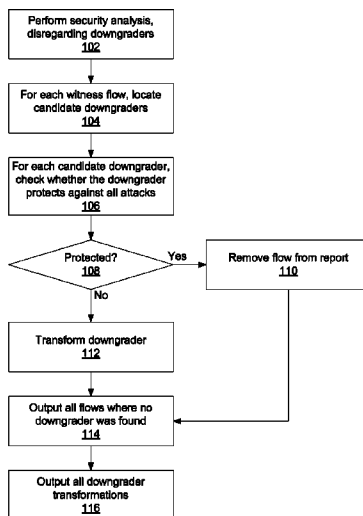 Perform security analysis,
disregarding downgraders
102
For each witness flow, locate
candidate downgraders
104
For each candidate downgrader,
check whether the downgrader
protects against all attacks
106
Protected?
108
Yes
No
Remove flow from report
110
Transform downgrader
112
Output all flows where no
downgrader was found
114
Output all downgrader
transformations
116